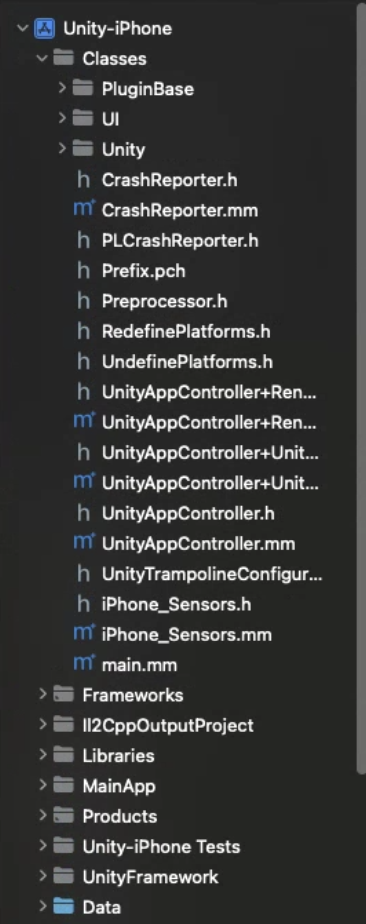 Unity-iPhone
Classes
PluginBase
UI
Unity
h CrashReporter.h
m+ CrashReporter.mm
h PLCrashReporter.h
h Prefix.pch
h Preprocessor.h
h RedefinePlatforms.h
h UndefinePlatforms.h
h UnityAppController+Ren...
m+ UnityAppController+Ren...
h UnityAppController+Unit...
m+ UnityAppController+Unit...
h UnityAppController.h
m+ UnityAppController.mm
h UnityTrampolineConfigur...
h iPhone_Sensors.h
m+ iPhone_Sensors.mm
m+ main.mm
Frameworks
Il2CppOutputProject
Libraries
MainApp
Products
Unity-iPhone Tests
UnityFramework
Data